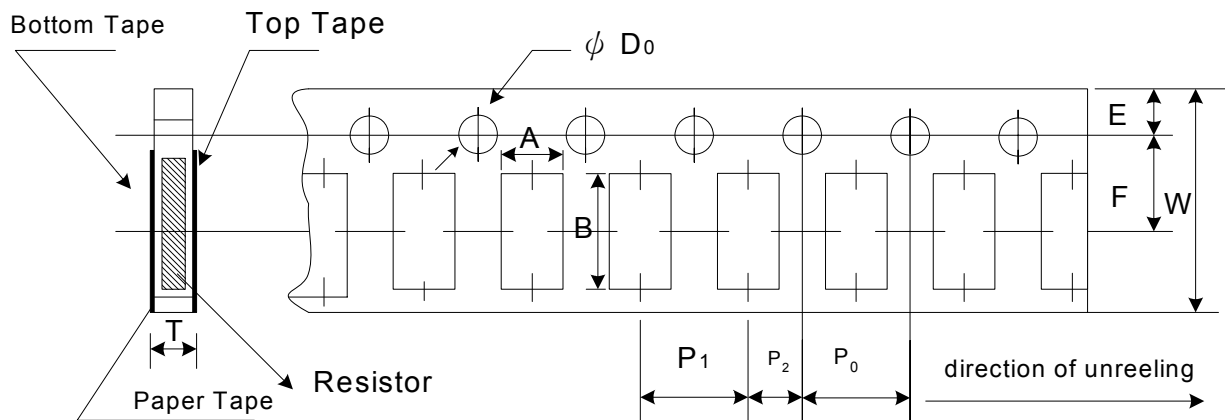 Bottom Tape
Top Tape
ψ D0
A
E
F
W
B
T
P1
P2
P0
direction of unreeling
Resistor
Paper Tape